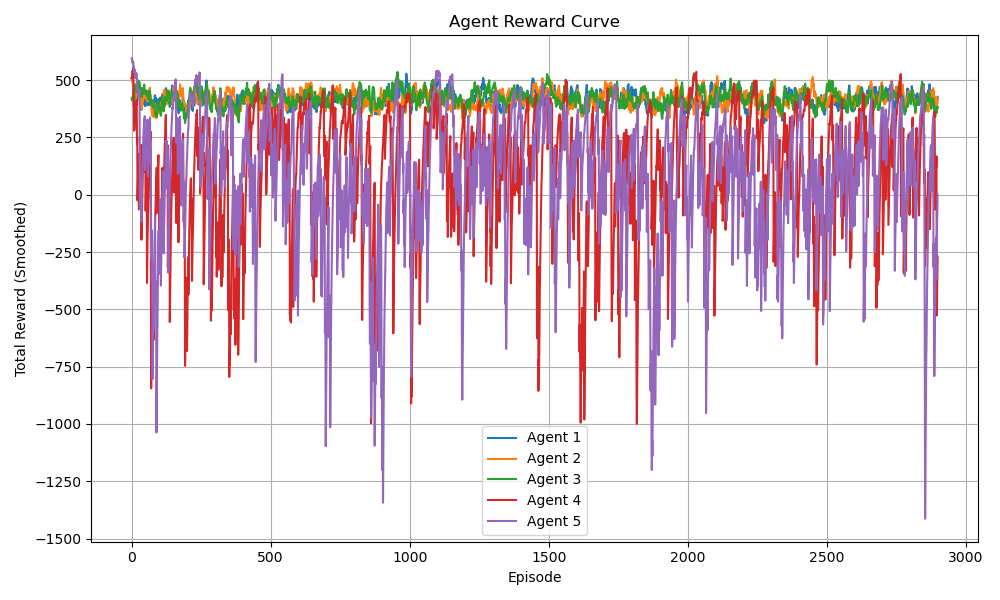 Agent Reward Curve
Total Reward (Smoothed)
500
250
0
−250
−500
−750
−1000
−1250
−1500
Agent 1
Agent 2
Agent 3
Agent 4
Agent 5
0 500 1000 1500 2000 2500 3000
Episode